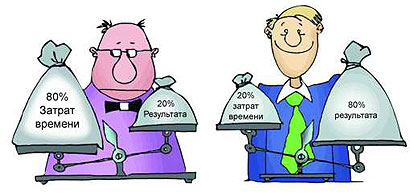 80%
Затрат
времени
20%
Результата
20%
затрат
времени
80%
результата